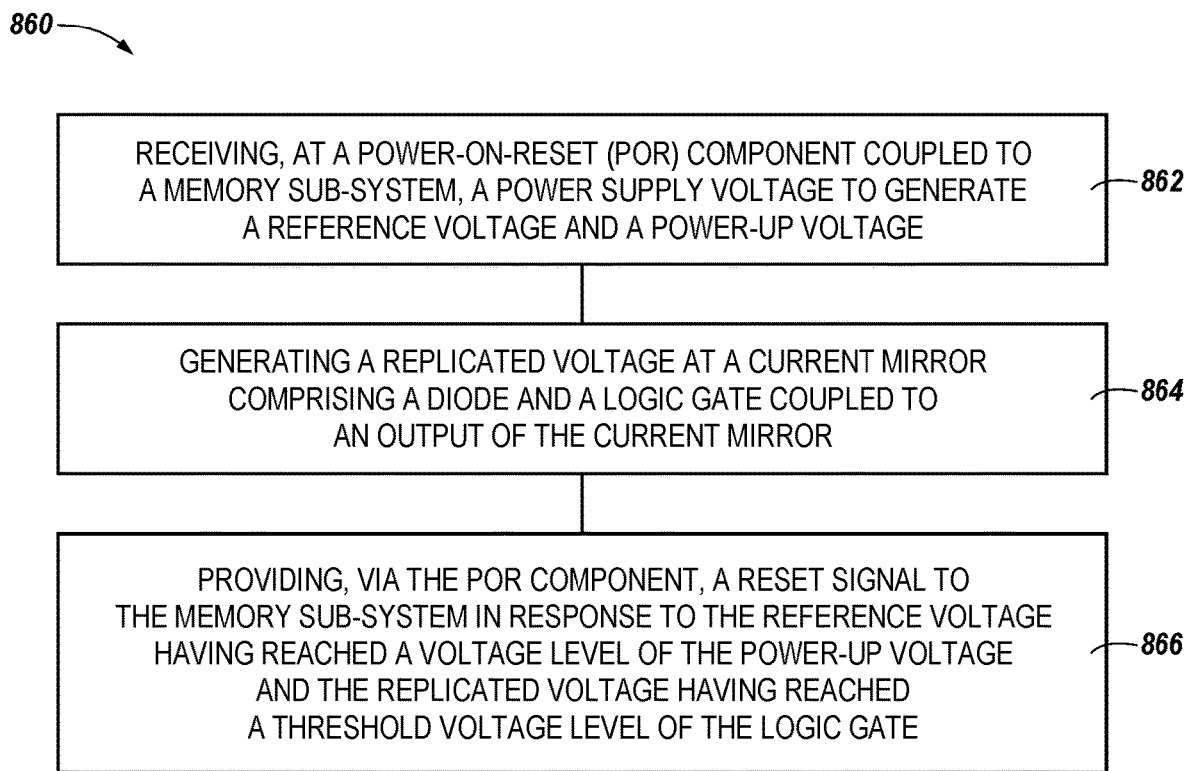 860
RECEIVING, AT A POWER-ON-RESET (POR) COMPONENT COUPLED TO
A MEMORY SUB-SYSTEM, A POWER SUPPLY VOLTAGE TO GENERATE
A REFERENCE VOLTAGE AND A POWER-UP VOLTAGE
862
GENERATING A REPLICATED VOLTAGE AT A CURRENT MIRROR
COMPRISING A DIODE AND A LOGIC GATE COUPLED TO
AN OUTPUT OF THE CURRENT MIRROR
864
PROVIDING, VIA THE POR COMPONENT, A RESET SIGNAL TO
THE MEMORY SUB-SYSTEM IN RESPONSE TO THE REFERENCE VOLTAGE
HAVING REACHED A VOLTAGE LEVEL OF THE POWER-UP VOLTAGE
AND THE REPLICATED VOLTAGE HAVING REACHED
A THRESHOLD VOLTAGE LEVEL OF THE LOGIC GATE
866